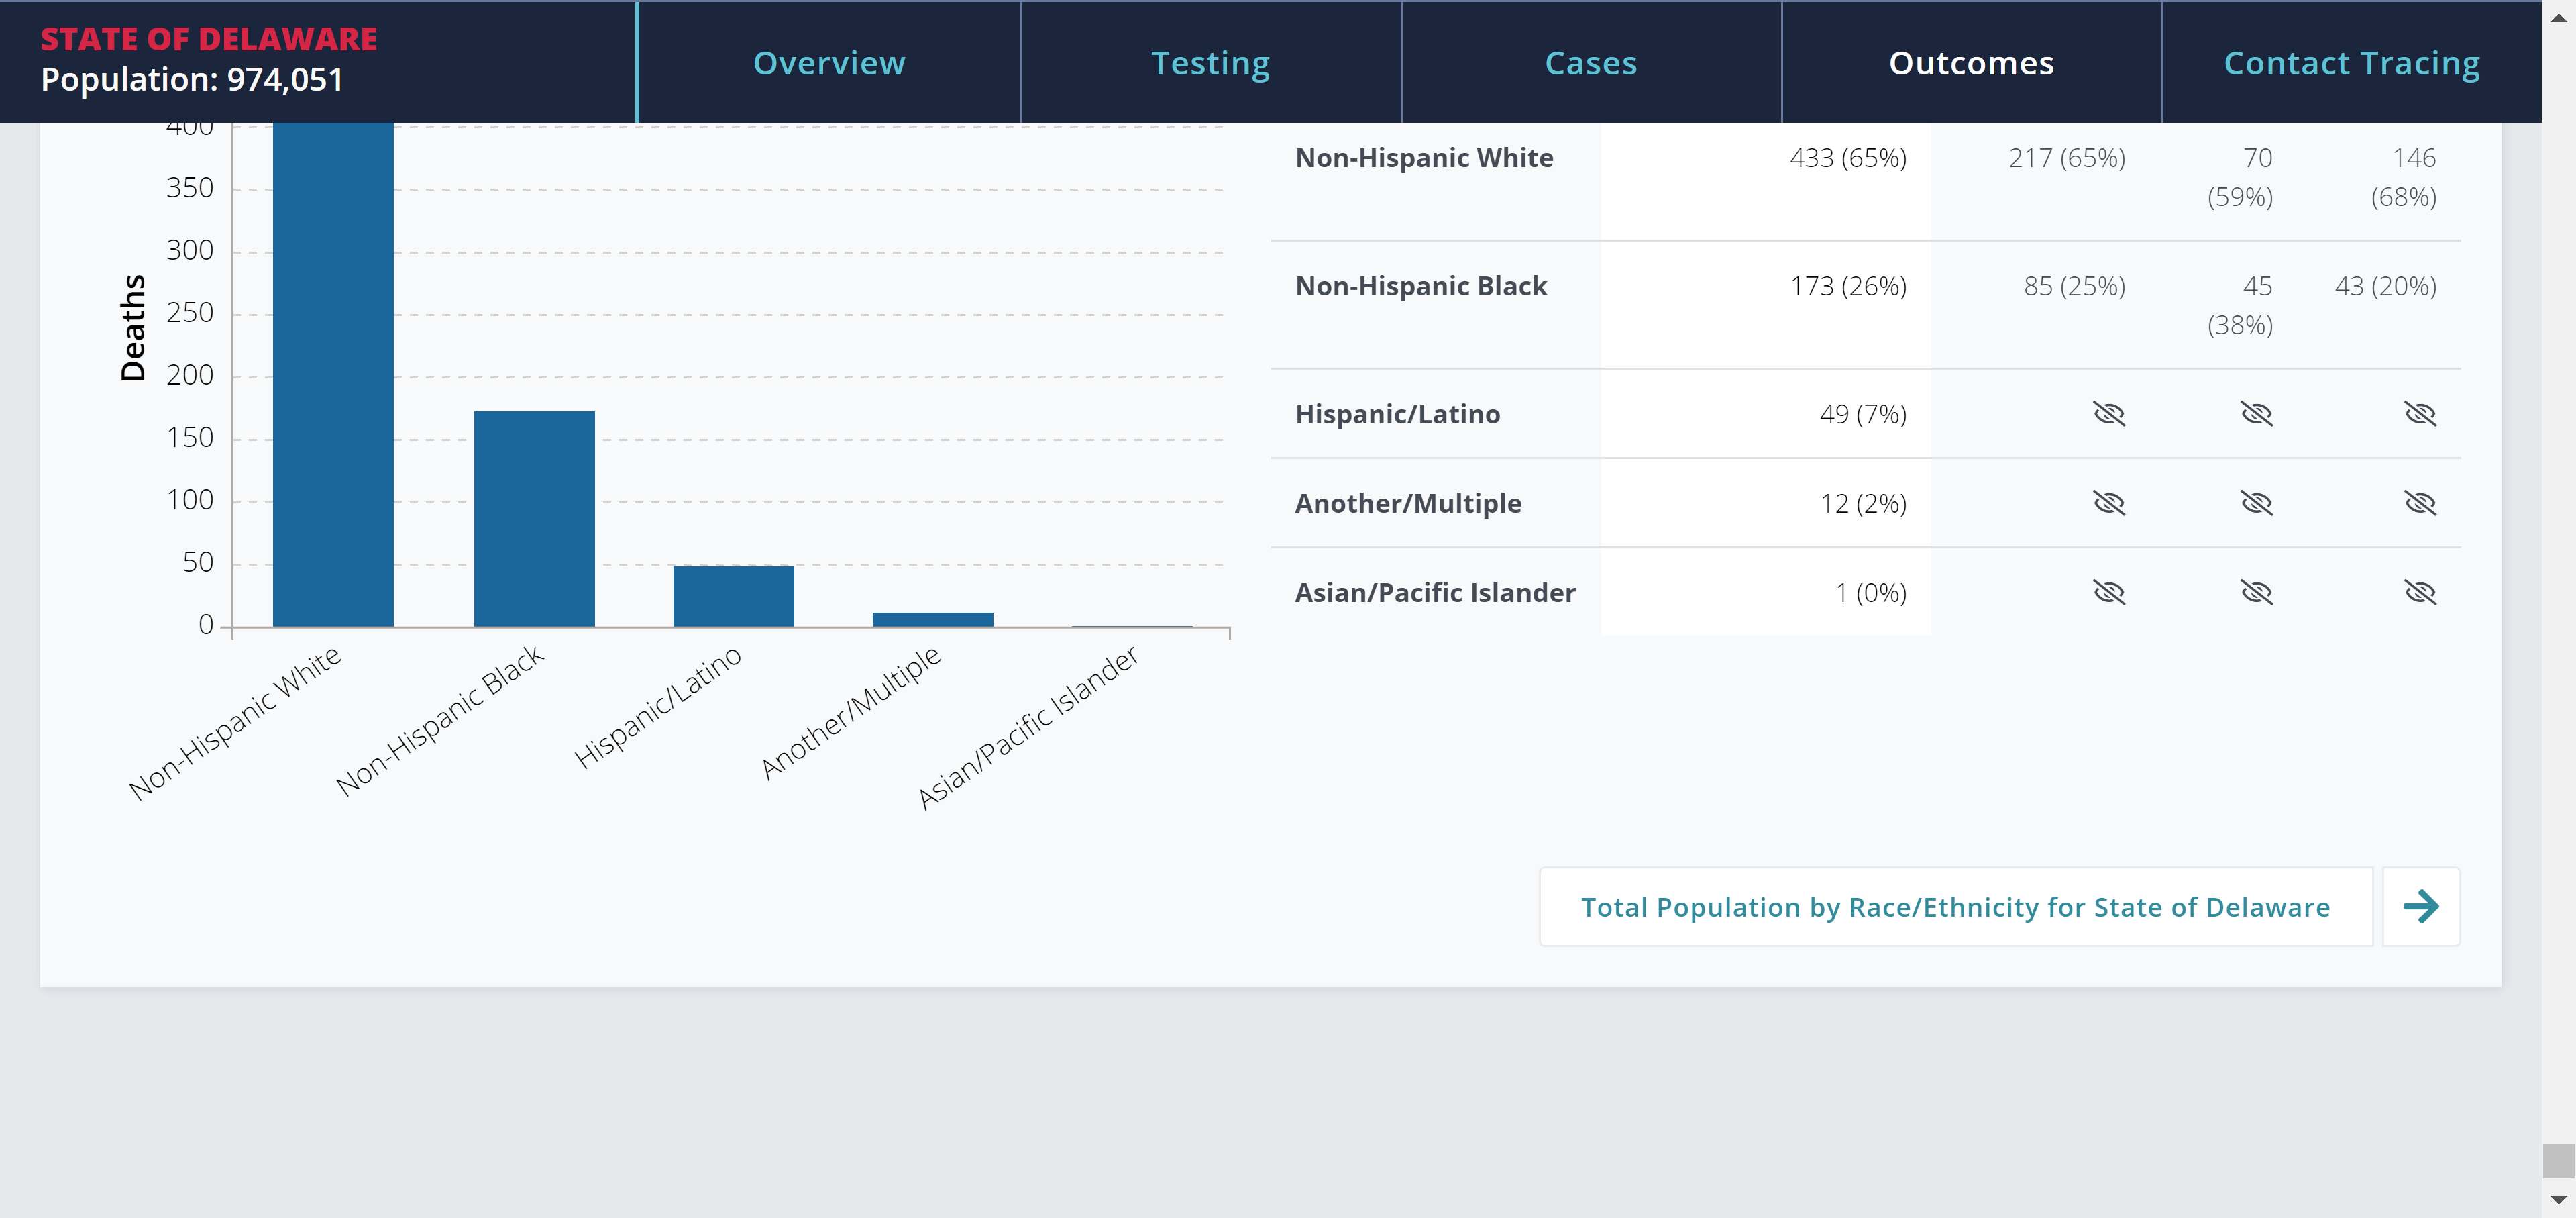 STATE OF DELAWARE
Population: 974,051
Overview
Testing
Cases
Outcomes
Contact Tracing
400
350
300
250
200
150
100
50
0
Deaths
Non-Hispanic White
Non-Hispanic Black
Hispanic/Latino
Another/Multiple
Asian/Pacific Islander
Non-Hispanic White 433 (65%) 217 (65%) 70 146
(59%) (68%)
Non-Hispanic Black 173 (26%) 85 (25%) 45 43 (20%)
(38%)
Hispanic/Latino 49 (7%)
Another/Multiple 12 (2%)
Asian/Pacific Islander 1 (0%)
Total Population by Race/Ethnicity for State of Delaware